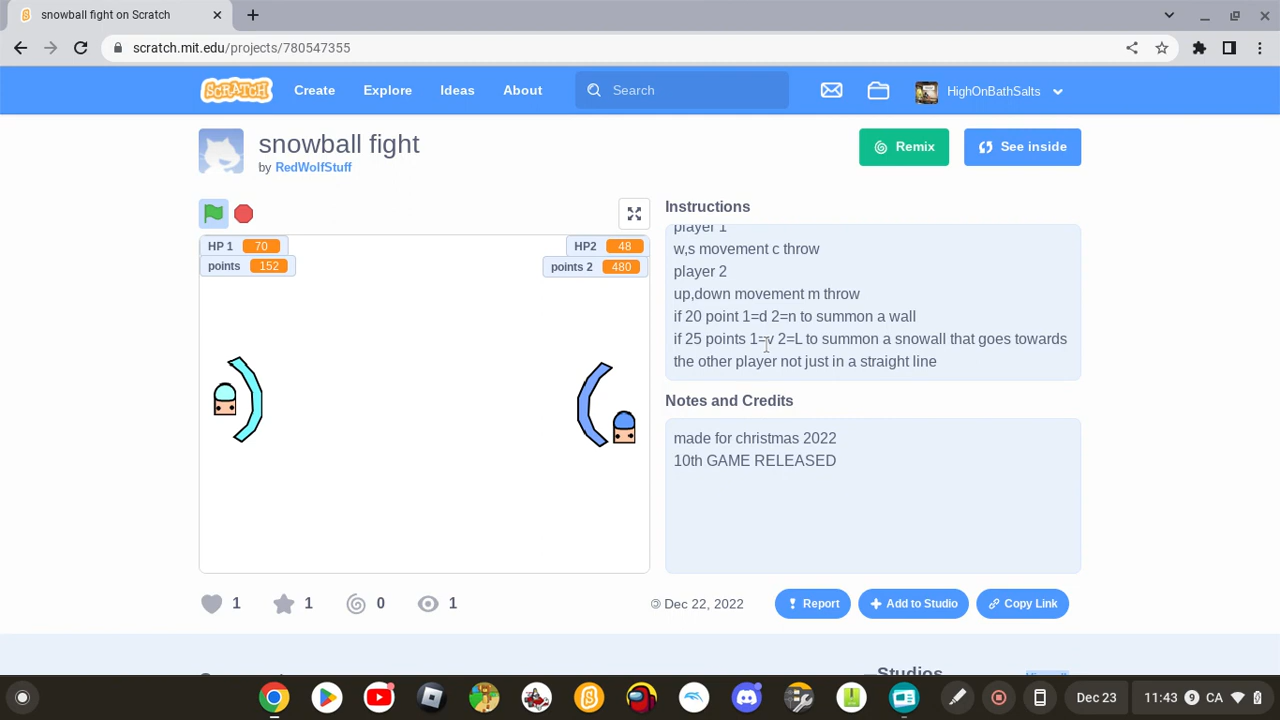 snowball fight on Scratch
scratch.mit.edu/projects/780547355
SCRATCH
Create
Explore
Ideas
About
Search
HighOnBathSalts
snowball fight
by RedWolfStuff
Remix
See inside
Instructions
HP 1 70
HP2 48
points 152
points 2 480
player 1
w,s movement c throw
player 2
up,down movement m throw
if 20 point 1=d 2=n to summon a wall
if 25 points 1=v 2=L to summon a snowall that goes towards
the other player not just in a straight line
Notes and Credits
made for christmas 2022
10th GAME RELEASED
1
1
0
1
Dec 22, 2022
Report
Add to Studio
Copy Link
Studios
Dec 23
11:43
9
CA